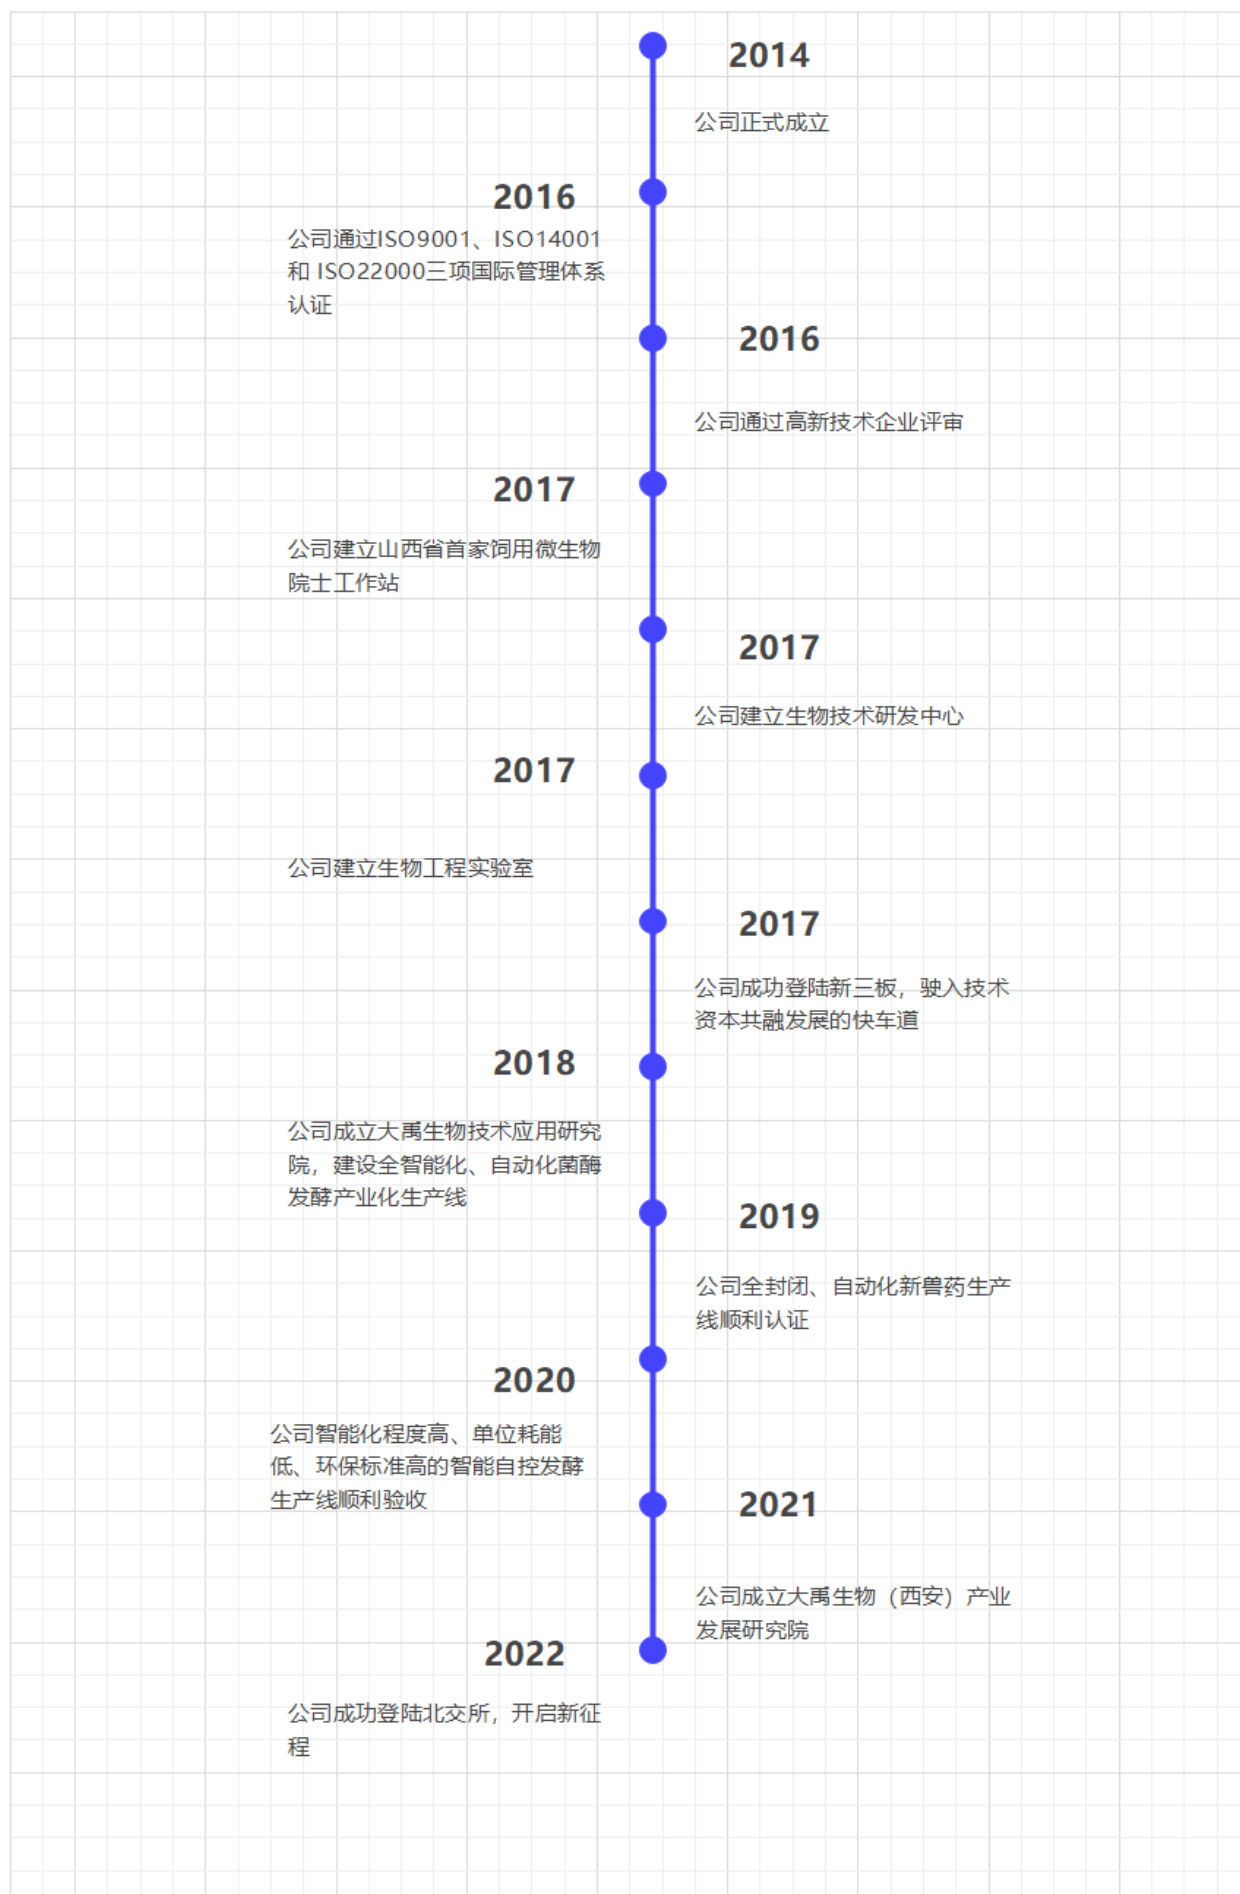 2014
公司正式成立
2016
公司通过ISO9001、ISO14001
和 ISO22000三项国际管理体系
认证
2016
公司通过高新技术企业评审
2017
公司建立山西省首家饲用微生物
院士工作站
2017
公司建立生物技术研发中心
2017
公司建立生物工程实验室
2017
公司成功登陆新三板，驶入技术
资本共融发展的快车道
2018
公司成立大禹生物技术应用研究
院，建设全智能化、自动化菌酶
发酵产业化生产线
2019
公司全封闭、自动化新兽药生产
线顺利认证
2020
公司智能化程度高、单位耗能
低、环保标准高的智能自控发酵
生产线顺利验收
2021
公司成立大禹生物（西安）产业
发展研究院
2022
公司成功登陆北交所，开启新征
程